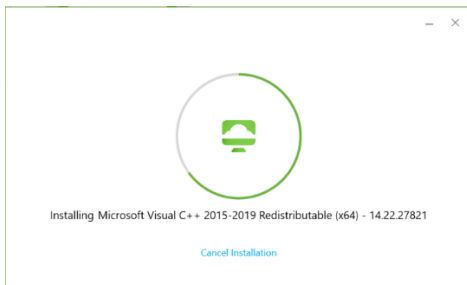 Installing Microsoft Visual C++ 2015-2019 Redistributable (x64) - 14.22.27821
Cancel Installation